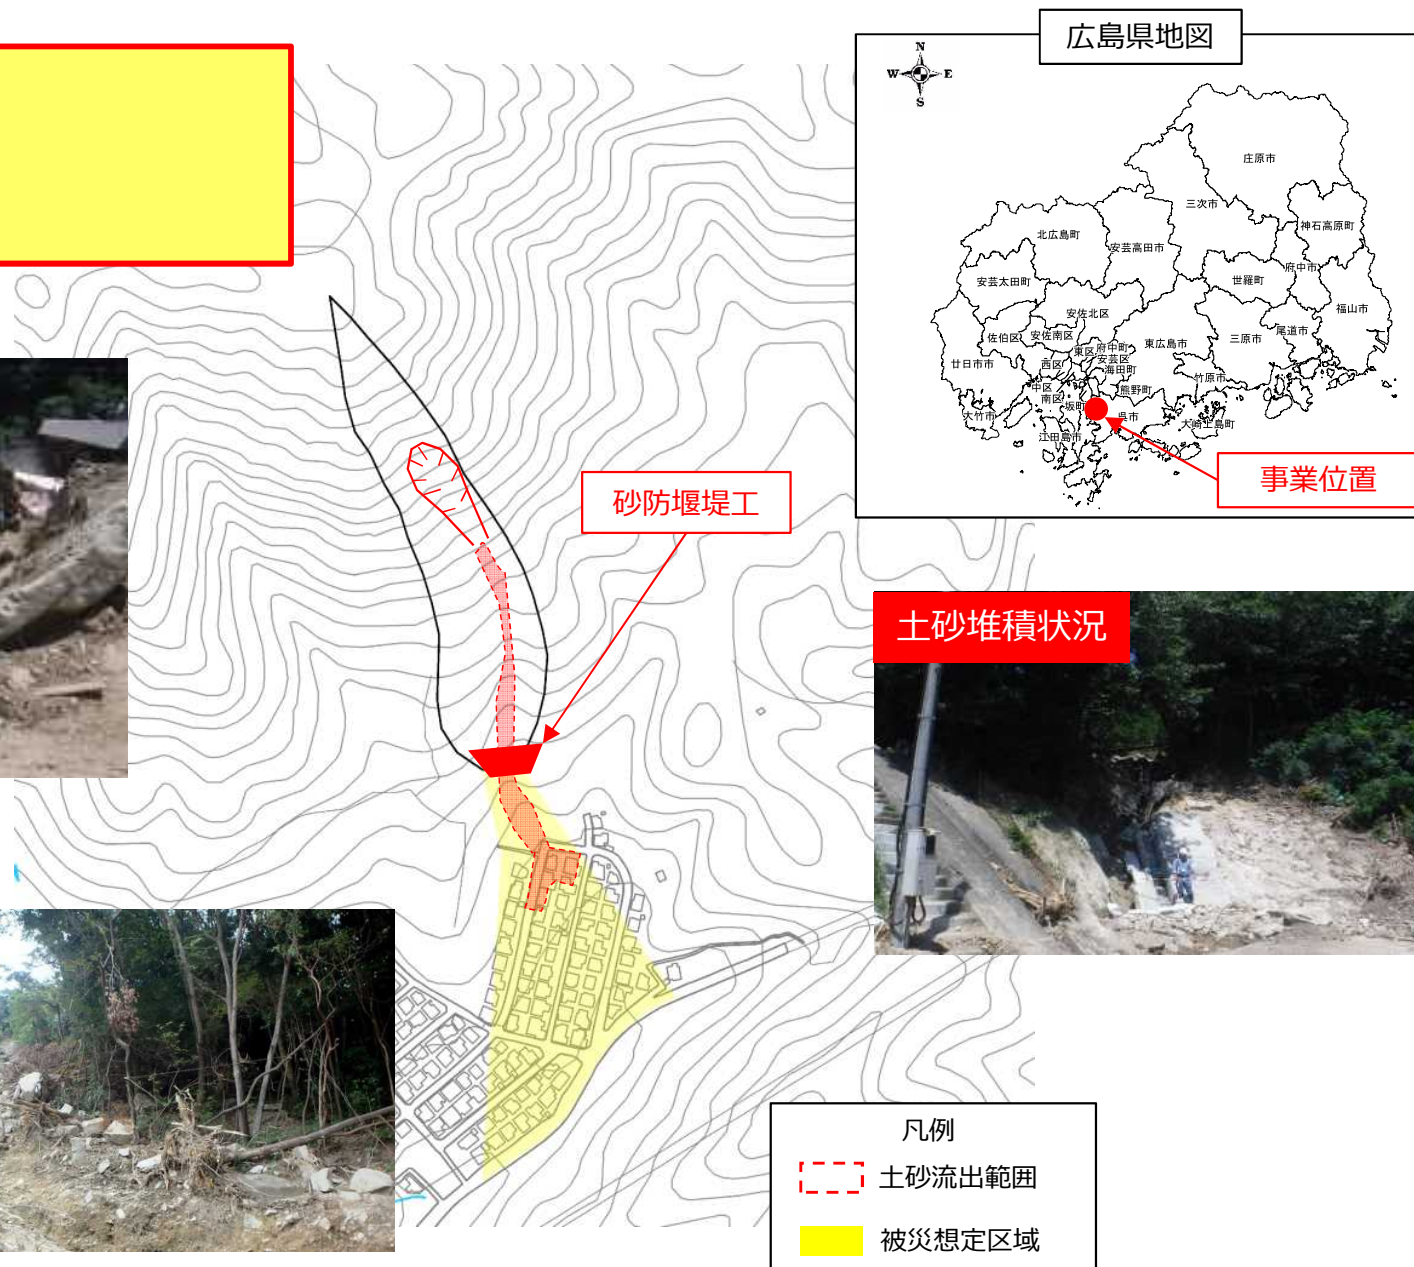 広島県地図
N
W E
S
庄原市
三次市
神石高原町
北広島町
安芸高田市
府中市
世羅町
安芸太田町
福山市
安佐北区
尾道市
佐伯区
安佐南区
三原市
東広島市
府中町
東区
安芸区
西区
廿日市市
海田町
竹原市
中区
熊野町
南区
坂町
呉市
大竹市
大崎上島町
江田島市
事業位置
砂防堰堤工
土砂堆積状況
凡例
土砂流出範囲
被災想定区域